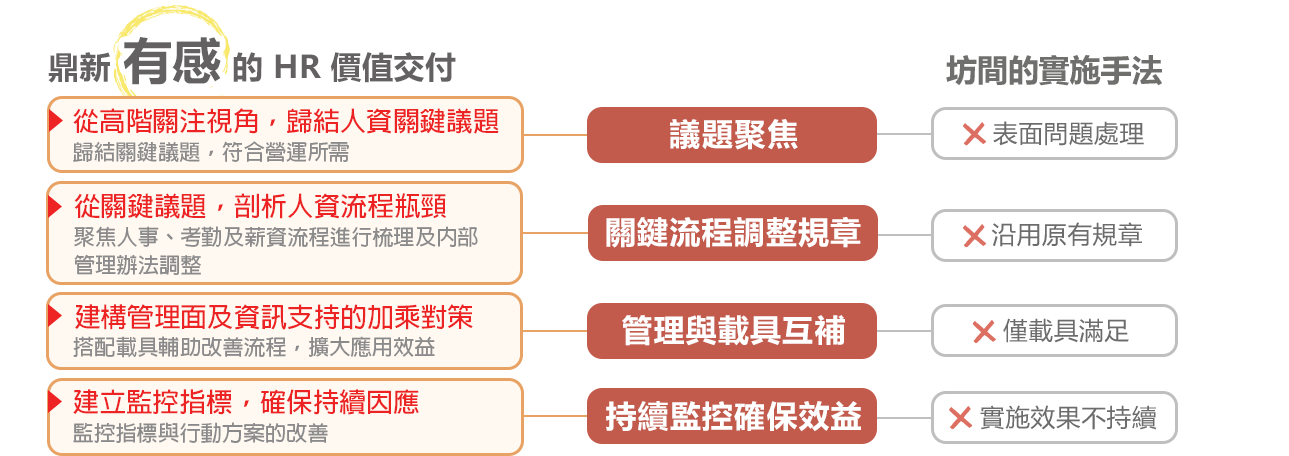 鼎新 有感 的 HR 價值交付
坊間的實施手法
從高階關注視角，歸結人資關鍵議題
歸結關鍵議題，符合營運所需
議題聚焦
表面問題處理
從關鍵議題，剖析人資流程瓶頸
聚焦人事、考勤及薪資流程進行梳理及內部
管理辦法調整
關鍵流程調整規章
沿用原有規章
建構管理面及資訊支持的加乘對策
搭配載具輔助改善流程，擴大應用效益
管理與載具互補
僅載具滿足
建立監控指標，確保持續因應
監控指標與行動方案的改善
持續監控確保效益
實施效果不持續